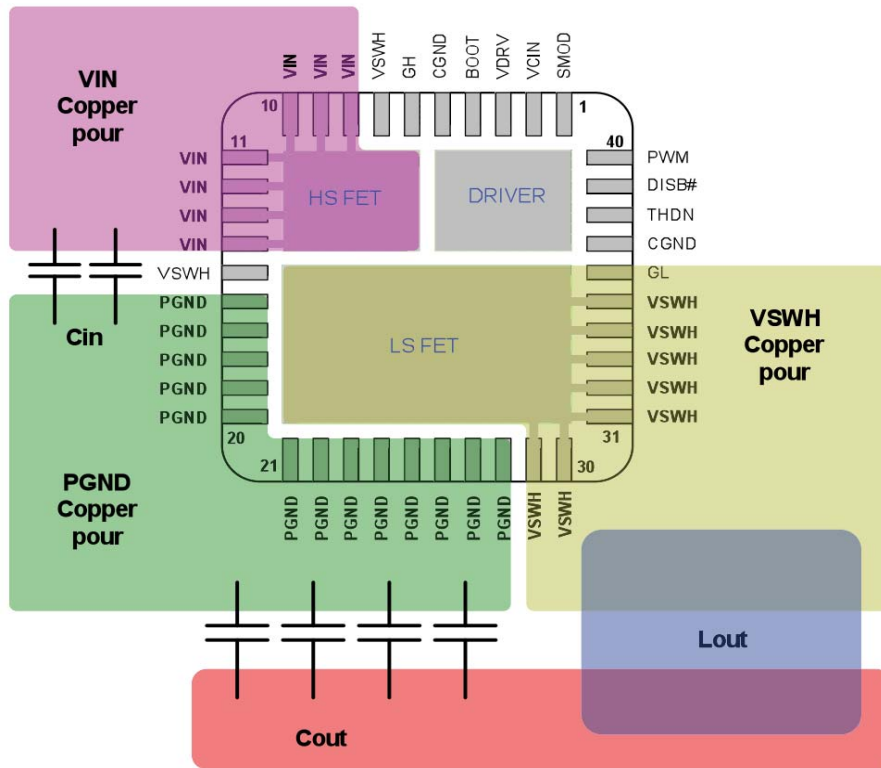 VIN
Copper
pour
VIN
VIN
VIN
VSWH
GH
CGND
BOOT
VDRV
VCIN
SMOD
10
1
11
40
VIN
VIN
VIN
VIN
VSWH
PGND
PGND
PGND
PGND
PGND
HS FET
DRIVER
LS FET
PWM
DISB#
THDN
CGND
GL
VSWH
VSWH
VSWH
VSWH
VSWH
VSWH
Copper
pour
Cin
20
21
31
30
PGND
Copper
pour
PGND
PGND
PGND
PGND
PGND
PGND
PGND
PGND
VSWH
VSWH
Lout
Cout